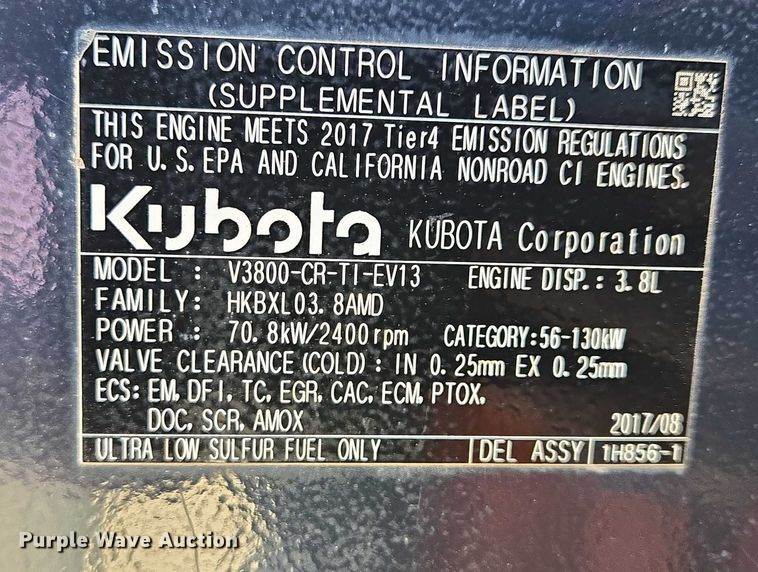 EMISSION CONTROL INFORMATION
(SUPPLEMENTAL LABEL)
THIS ENGINE MEETS 2017 Tier4 EMISSION REGULATIONS
FOR U.S.EPA AND CALIFORNIA NONROAD CI ENGINES.
Kubota KUBOTA Corporation
MODEL : V3800-CR-TI-EV13 ENGINE DISP.: 3.8L
FAMILY: HKBXL03.8AMD
POWER : 70.8kW/2400rpm CATEGORY:56-130kW
VALVE CLEARANCE(COLD): IN 0.25mm EX 0.25mm
ECS: EM, DFI, TC, EGR, CAC, ECM, PTOX,
DOC, SCR, AMOX 2017/08
ULTRA LOW SULFUR FUEL ONLY DEL ASSY 1H856-1
Purple Wave Auction